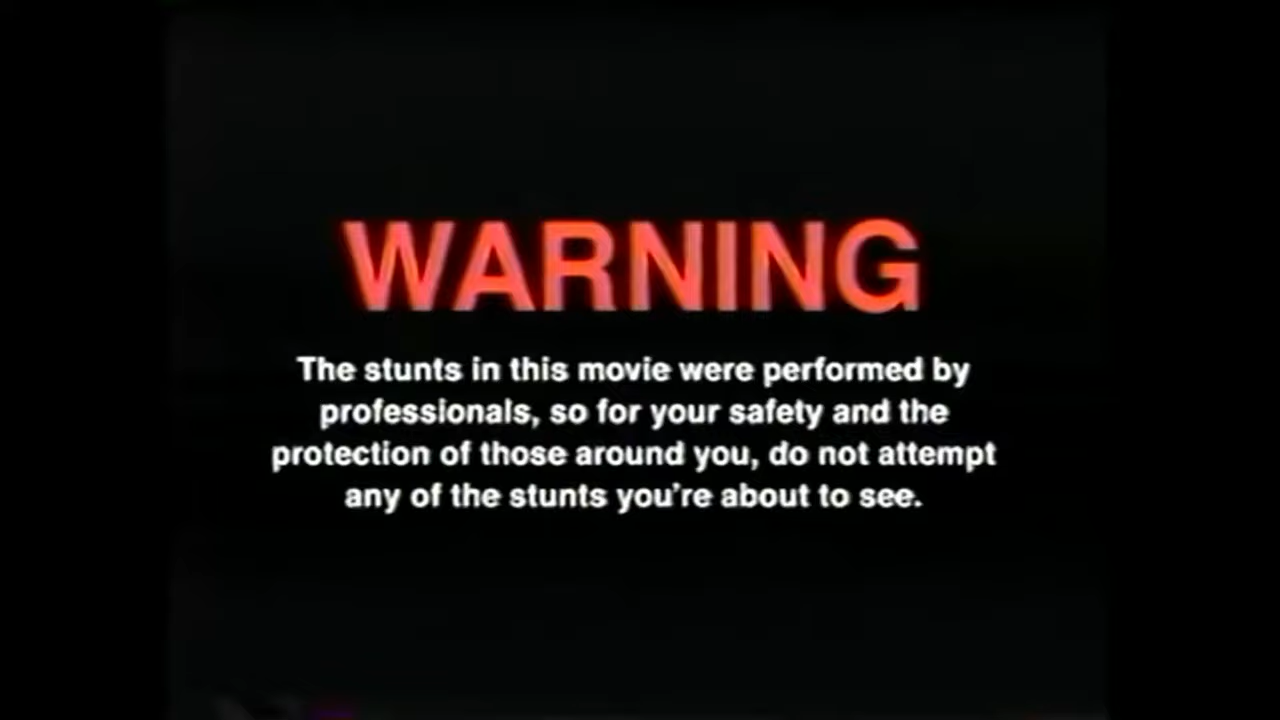 WARNING
The stunts in this movie were performed by
professionals, so for your safety and the
protection of those around you, do not attempt
any of the stunts you're about to see.